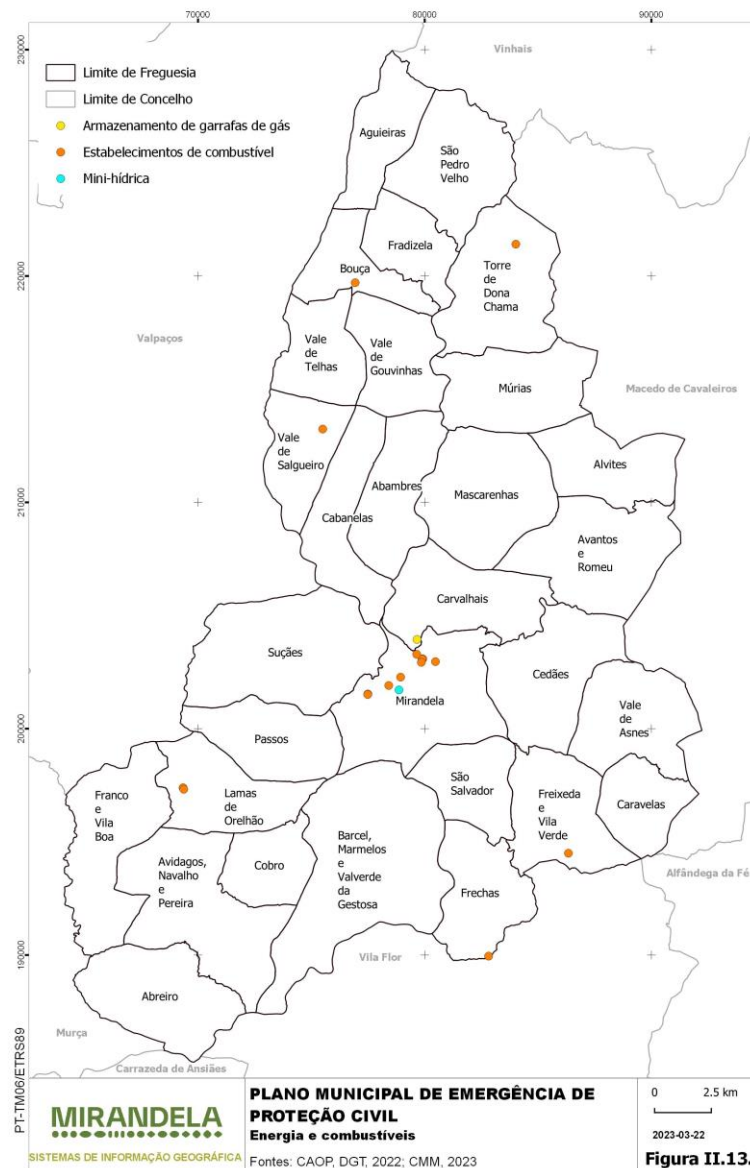 70000
80000
90000
230000
220000
210000
200000
190000
Vinhais
Limite de Freguesia
Limite de Concelho
Armazenamento de garrafas de gás
Estabelecimentos de combustível
Mini-hídrica
Aguieiras
São
Pedro
Velho
Fradizela
Bouça
Torre
de
Dona
Chama
Valpaços
Vale
de
Telhas
Vale
de
Gouvinhas
Múrias
Macedo de Cavaleiros
Vale
de
Salgueiro
Abambres
Cabanelas
Mascarenhas
Alvites
Avantos
e
Romeu
Carvalhais
Suçães
Cedães
Mirandela
Vale
de
Asnes
Passos
São
Salvador
Franco
e Vila
Boa
Lamas
de
Orelhão
Freixeda
e Vila
Verde
Caravelas
Avidagos,
Navalho
e
Pereira
Cobro
Barcel,
Marmelos
e
Valverde
da
Gestosa
Frechas
Alfândega da Fé
Vila Flor
Abreiro
Murça
Carrazeda de Ansiães
PT-TM06/ETRS89
MIRANDELA
SISTEMAS DE INFORMAÇÃO GEOGRÁFICA
PLANO MUNICIPAL DE EMERGÊNCIA DE
PROTEÇÃO CIVIL
Energia e combustíveis
Fontes: CAOP, DGT, 2022; CMM, 2023
0 2.5 km
2023-03-22
Figura II.13.